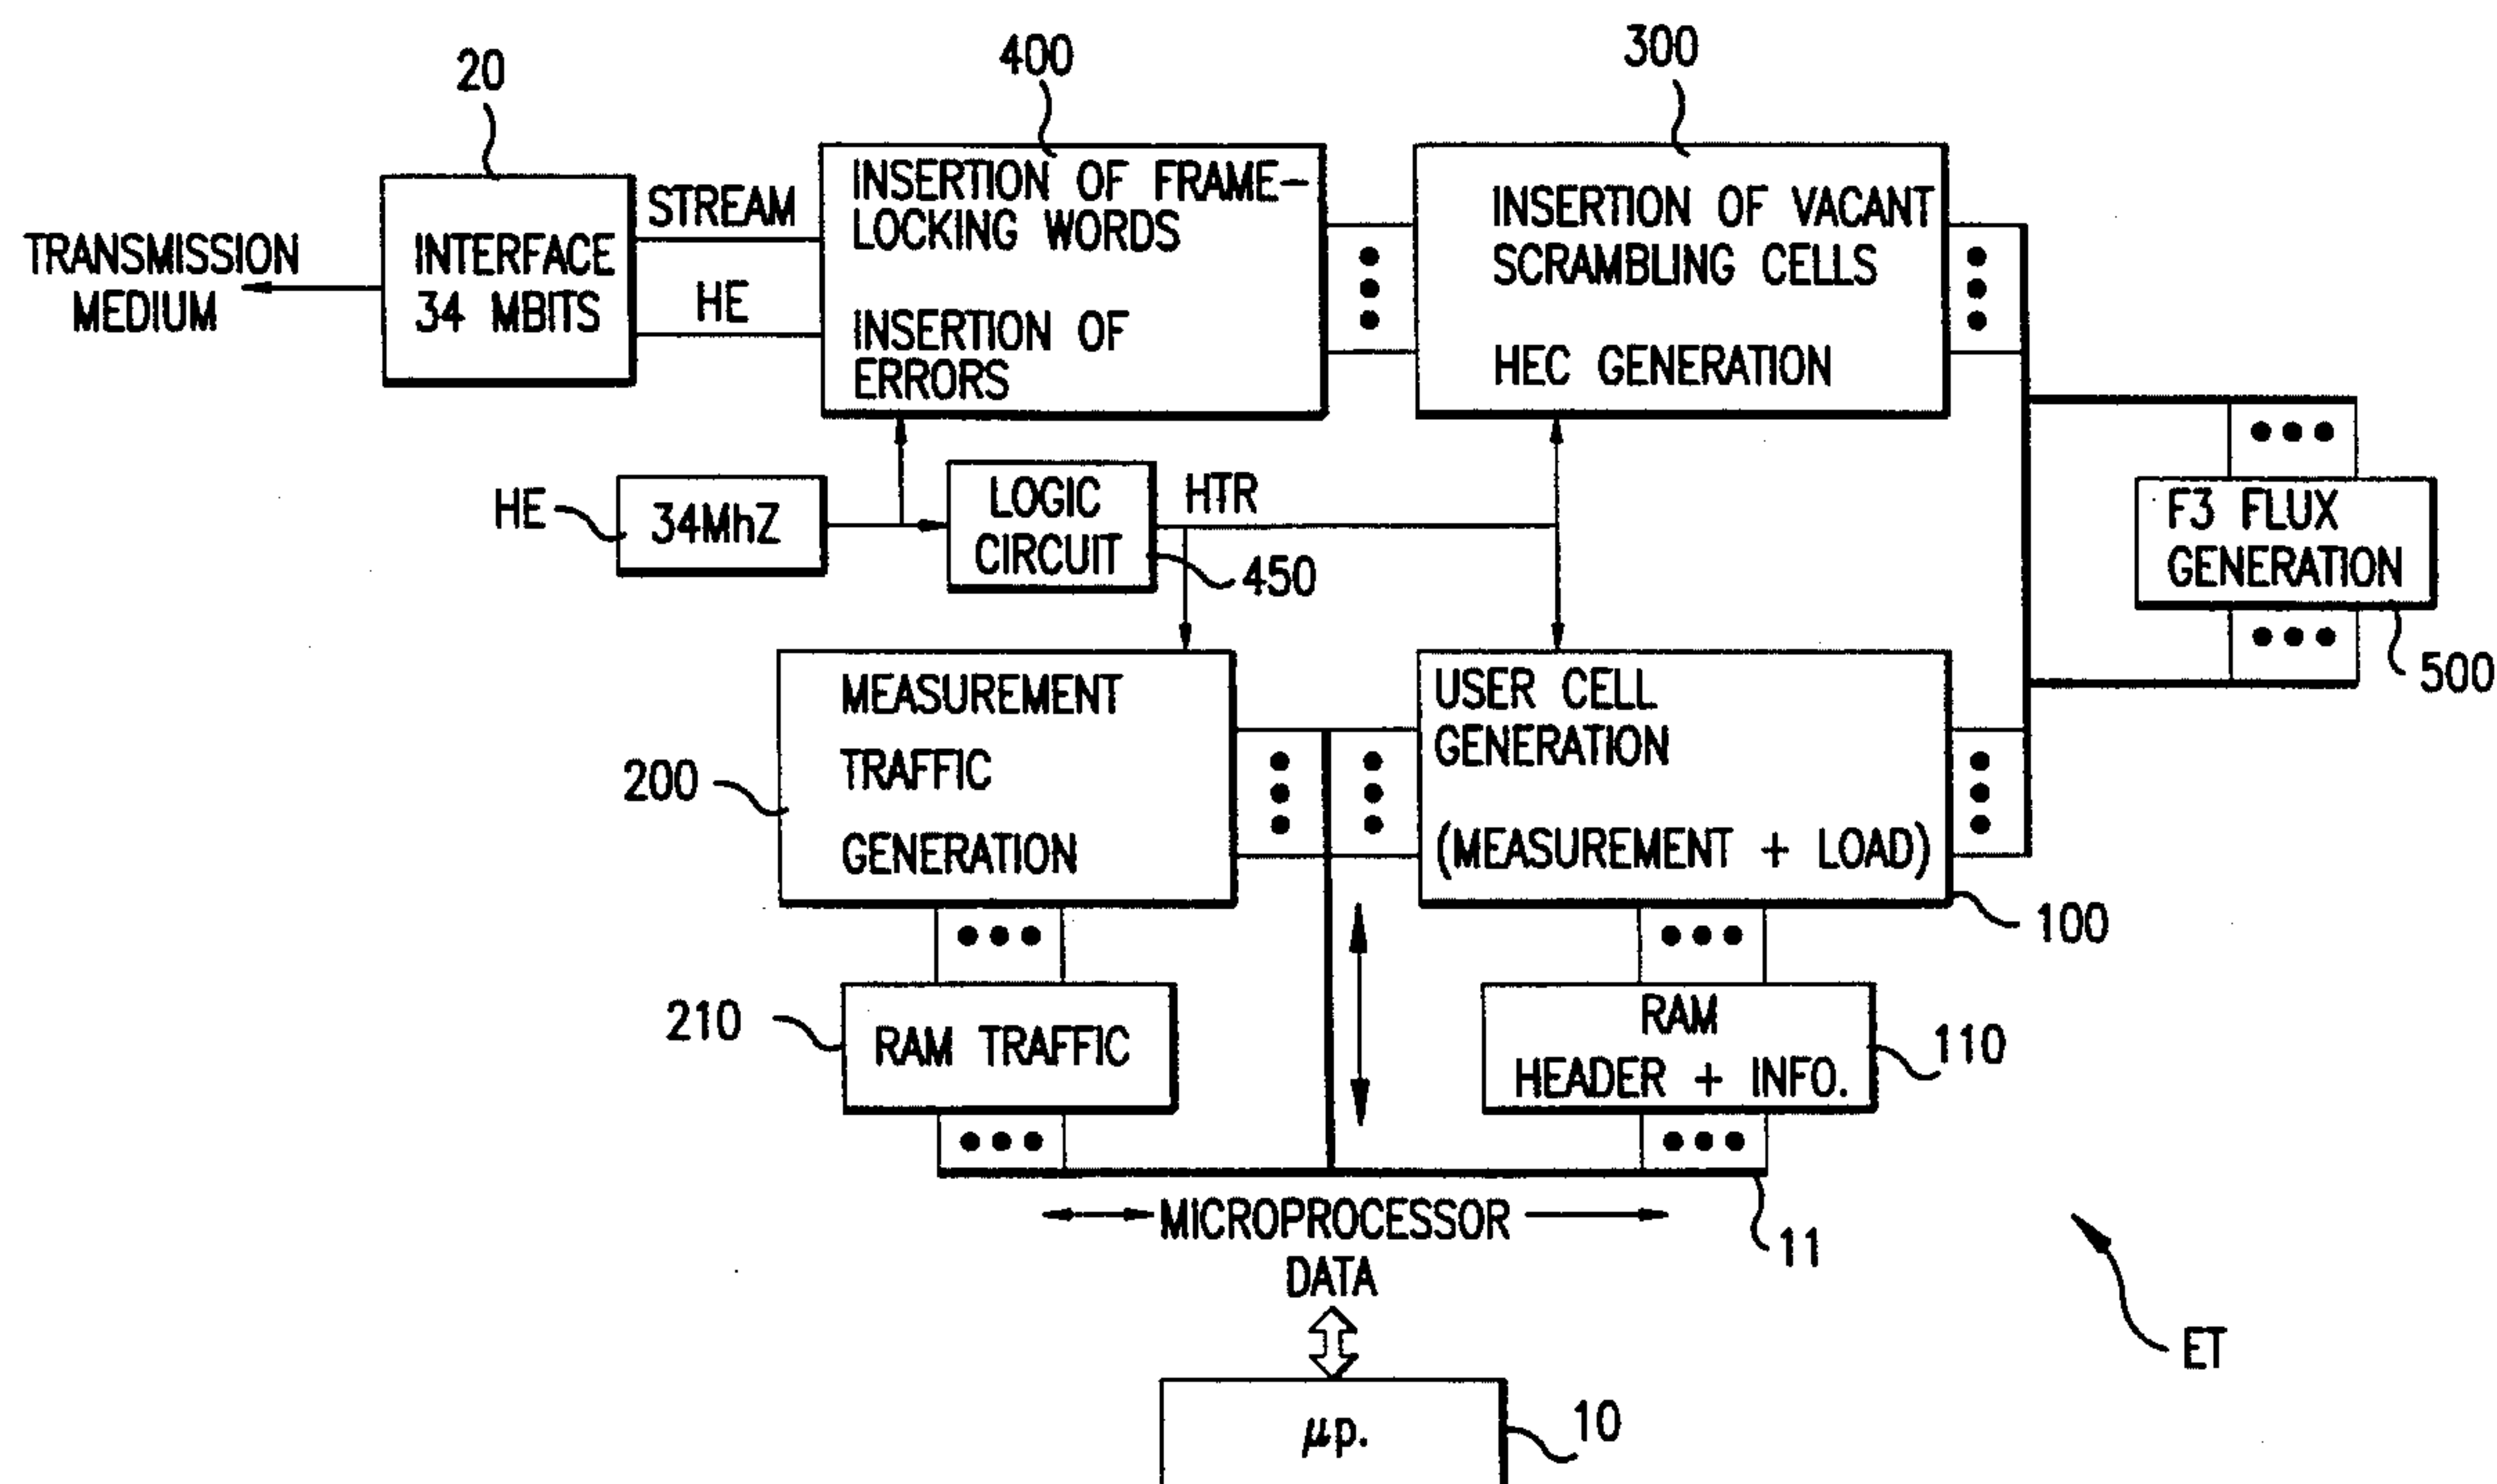 20
400
300
TRANSMISSION
MEDIUM
INTERFACE
34 MBITS
STREAM
HE
INSERTION OF FRAME-
LOCKING WORDS
INSERTION OF
ERRORS
INSERTION OF VACANT
SCRAMBLING CELLS
HEC GENERATION
HE
34MhZ
LOGIC
CIRCUIT
HTR
450
F3 FLUX
GENERATION
500
200
MEASUREMENT
TRAFFIC
GENERATION
USER CELL
GENERATION
(MEASUREMENT + LOAD)
100
210
RAM TRAFFIC
RAM
HEADER + INFO.
110
MICROPROCESSOR
DATA
11
ET
μp.
10